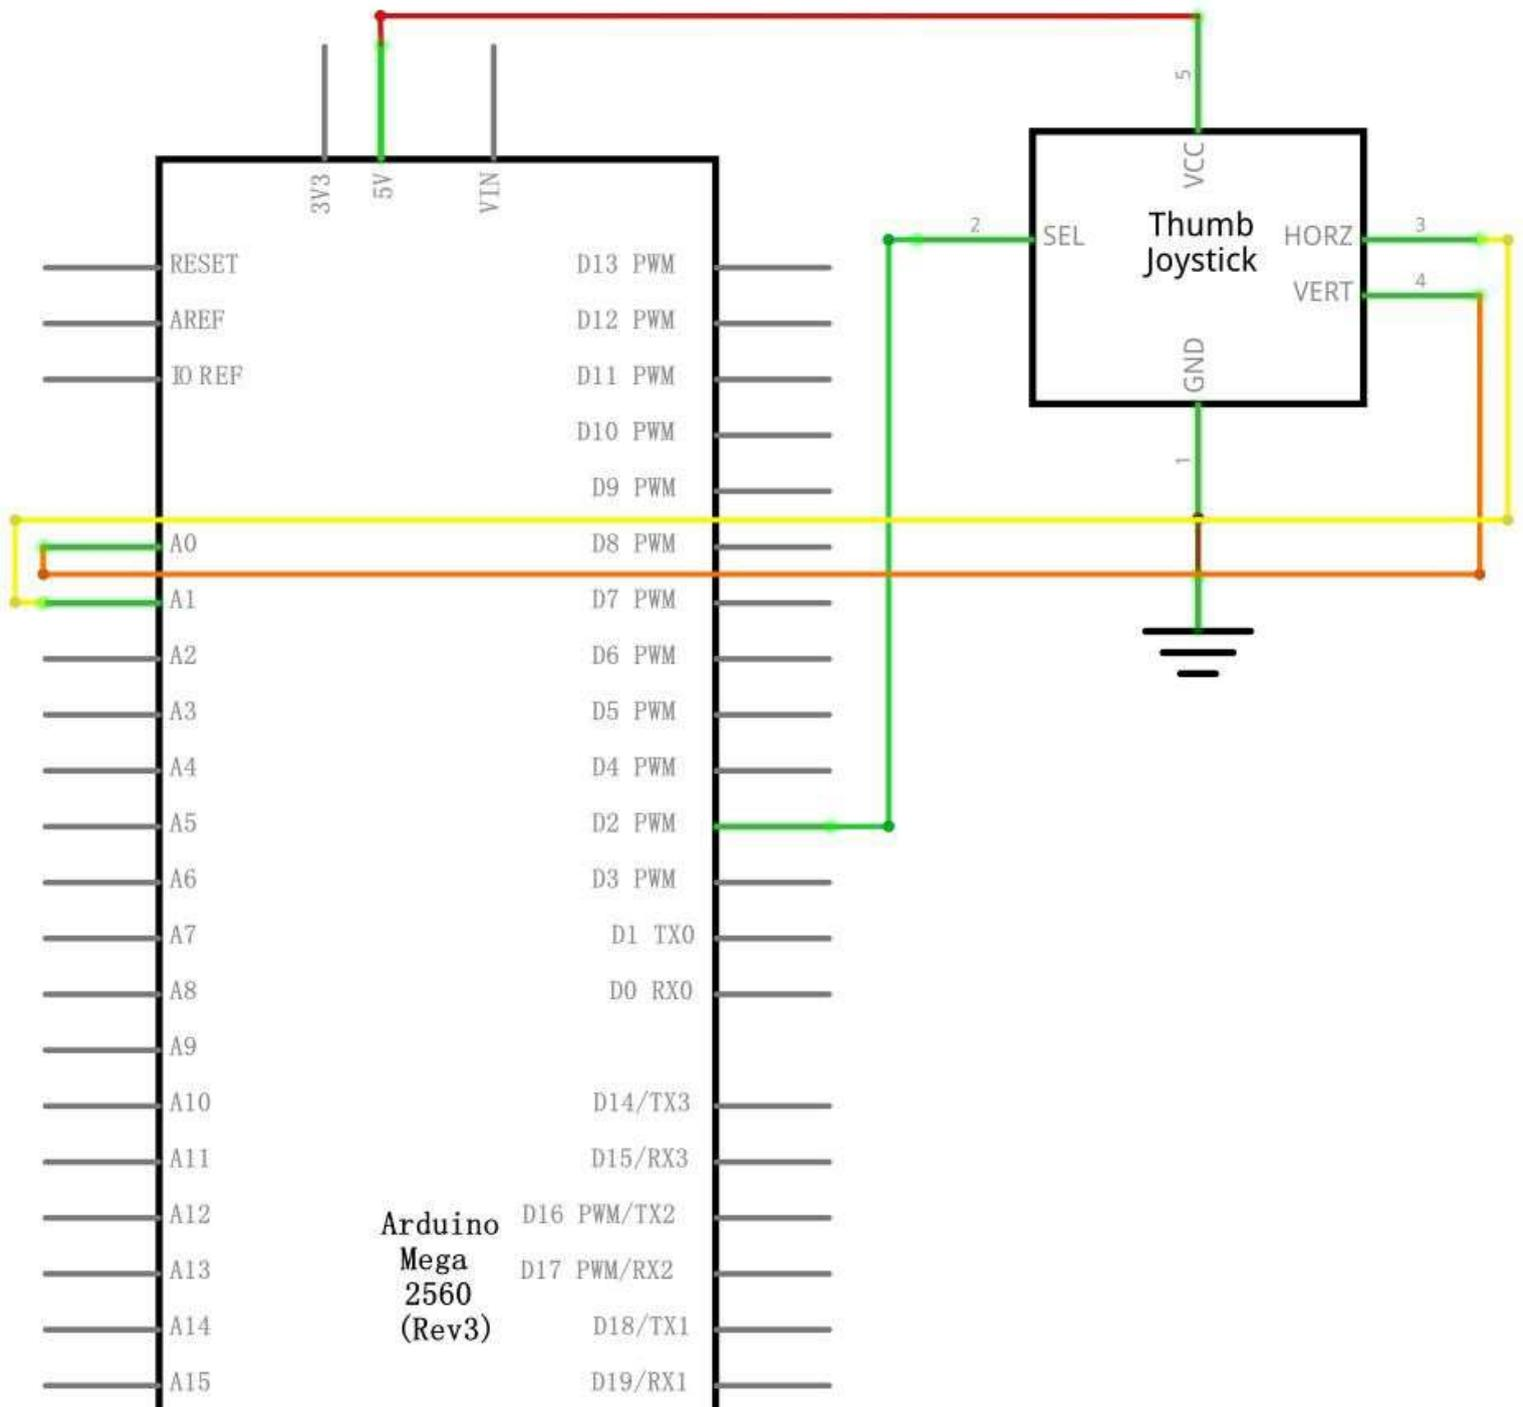 5
3V3
5V
VIN
VCC
Thumb
Joystick
2
SEL
HORZ
3
VERT
4
GND
1
RESET
AREF
IO REF
A0
A1
A2
A3
A4
A5
A6
A7
A8
A9
A10
A11
A12
A13
A14
A15
D13 PWM
D12 PWM
D11 PWM
D10 PWM
D9 PWM
D8 PWM
D7 PWM
D6 PWM
D5 PWM
D4 PWM
D2 PWM
D3 PWM
D1 TX0
D0 RX0
D14/TX3
D15/RX3
D16 PWM/TX2
D17 PWM/RX2
D18/TX1
D19/RX1
Arduino
Mega
2560
(Rev3)